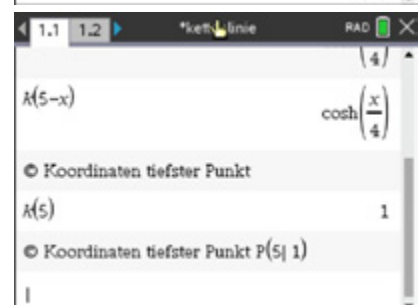 1.1 1.2 *kettenlinie RAD
(4)
k(5-x) cosh(x/4)
© Koordinaten tiefster Punkt
k(5) 1
© Koordinaten tiefster Punkt P(5| 1)